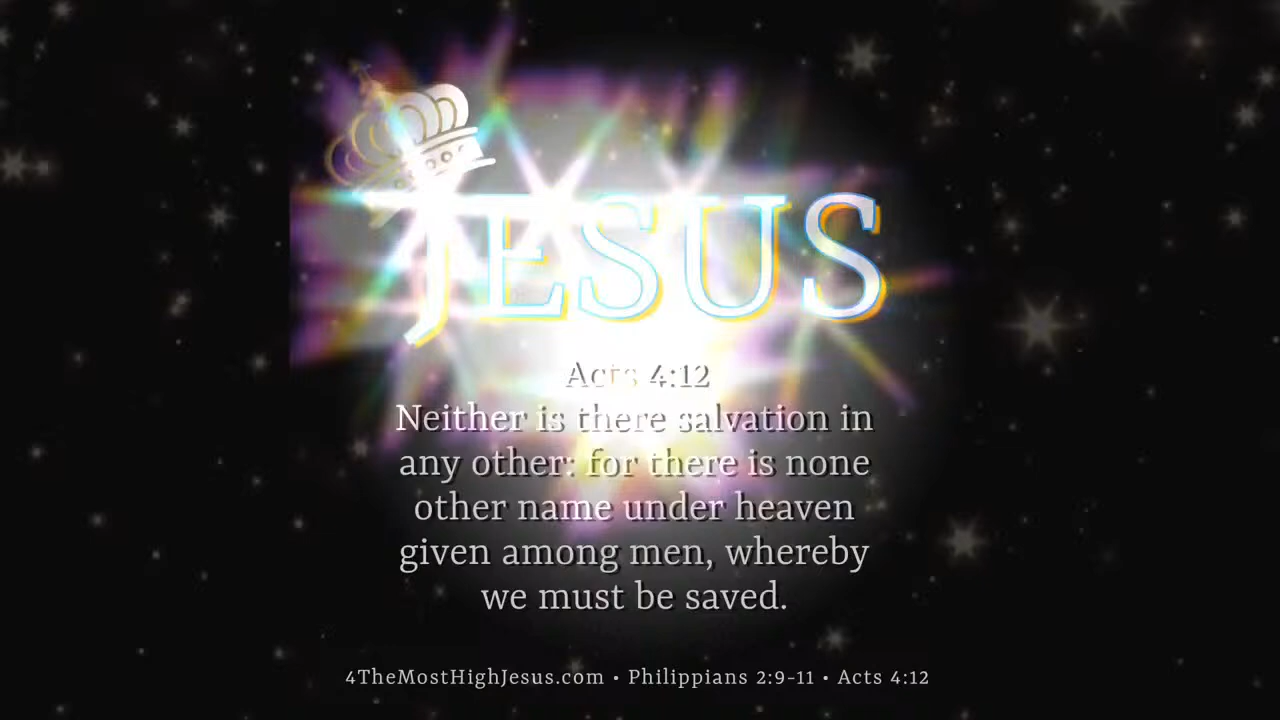 JESUS
Acts 4:12
Neither is there salvation in
any other: for there is none
other name under heaven
given among men, whereby
we must be saved.
4TheMostHighJesus.com • Philippians 2:9-11 • Acts 4:12